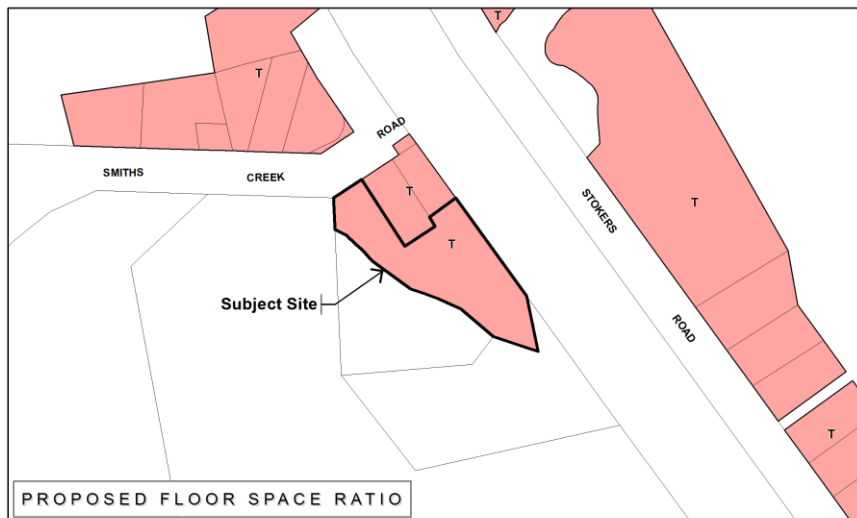 T
T
ROAD
SMITHS CREEK
T
T
T
STOKERS
Subject Site
ROAD
T
PROPOSED FLOOR SPACE RATIO